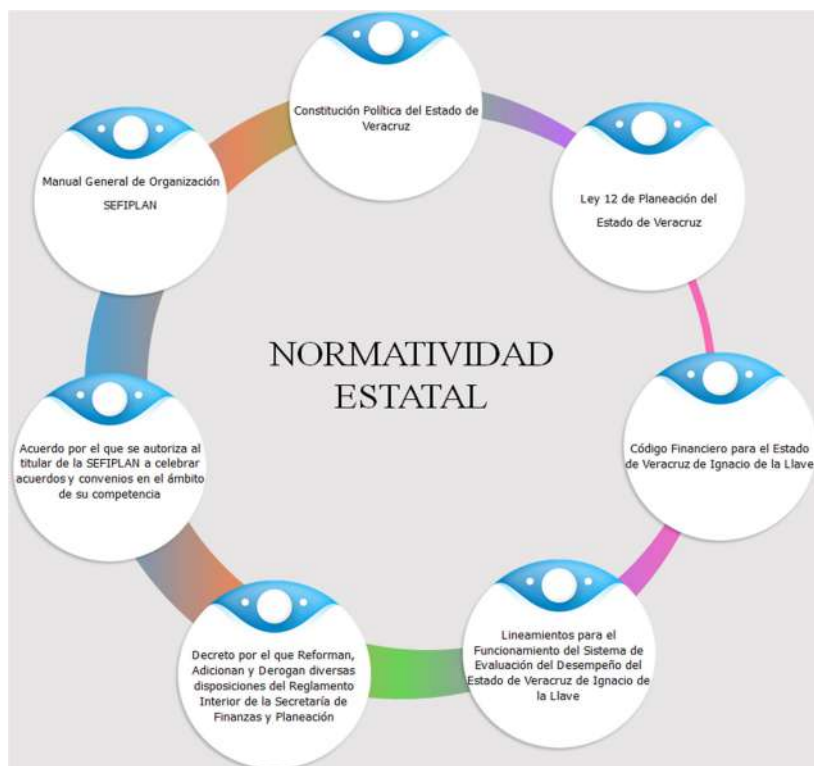 Constitución Política del Estado de
Veracruz
Ley 12 de Planeación del
Estado de Veracruz
Código Financiero para el Estado
de Veracruz de Ignacio de la Llave
Lineamientos para el
Funcionamiento del Sistema de
Evaluación del Desempeño del
Estado de Veracruz de Ignacio de
la Llave
Decreto por el que Reforman,
Adicionan y Derogan diversas
disposiciones del Reglamento
Interior de la Secretaría de
Finanzas y Planeación
Acuerdo por el que se autoriza al
titular de la SEFIPLAN a celebrar
acuerdos y convenios en el ámbito
de su competencia
Manual General de Organización
SEFIPLAN
NORMATIVIDAD
ESTATAL